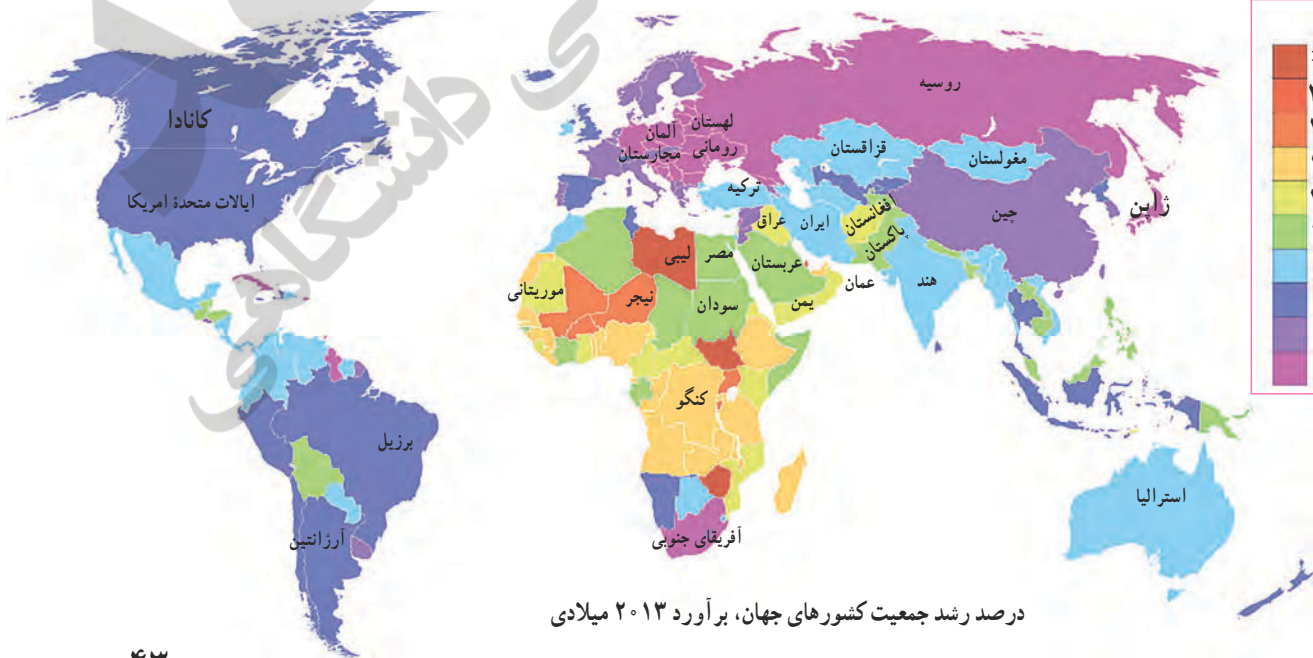 ی دانشگاهی
کانادا
ایالات متحدهٔ امریکا
برزیل
آرژانتین
روسیه
لهستان
آلمان
رومانی
مجارستان
قزاقستان
مغولستان
ژاپن
ترکیه
چین
افغانستان
عراق
ایران
پاکستان
لیبی
مصر
عربستان
عمان
هند
موریتانی
نیجر
سودان
یمن
کنگو
استرالیا
آفریقای جنوبی
درصد رشد جمعیت کشورهای جهان، برآورد ۲۰۱۳ میلادی